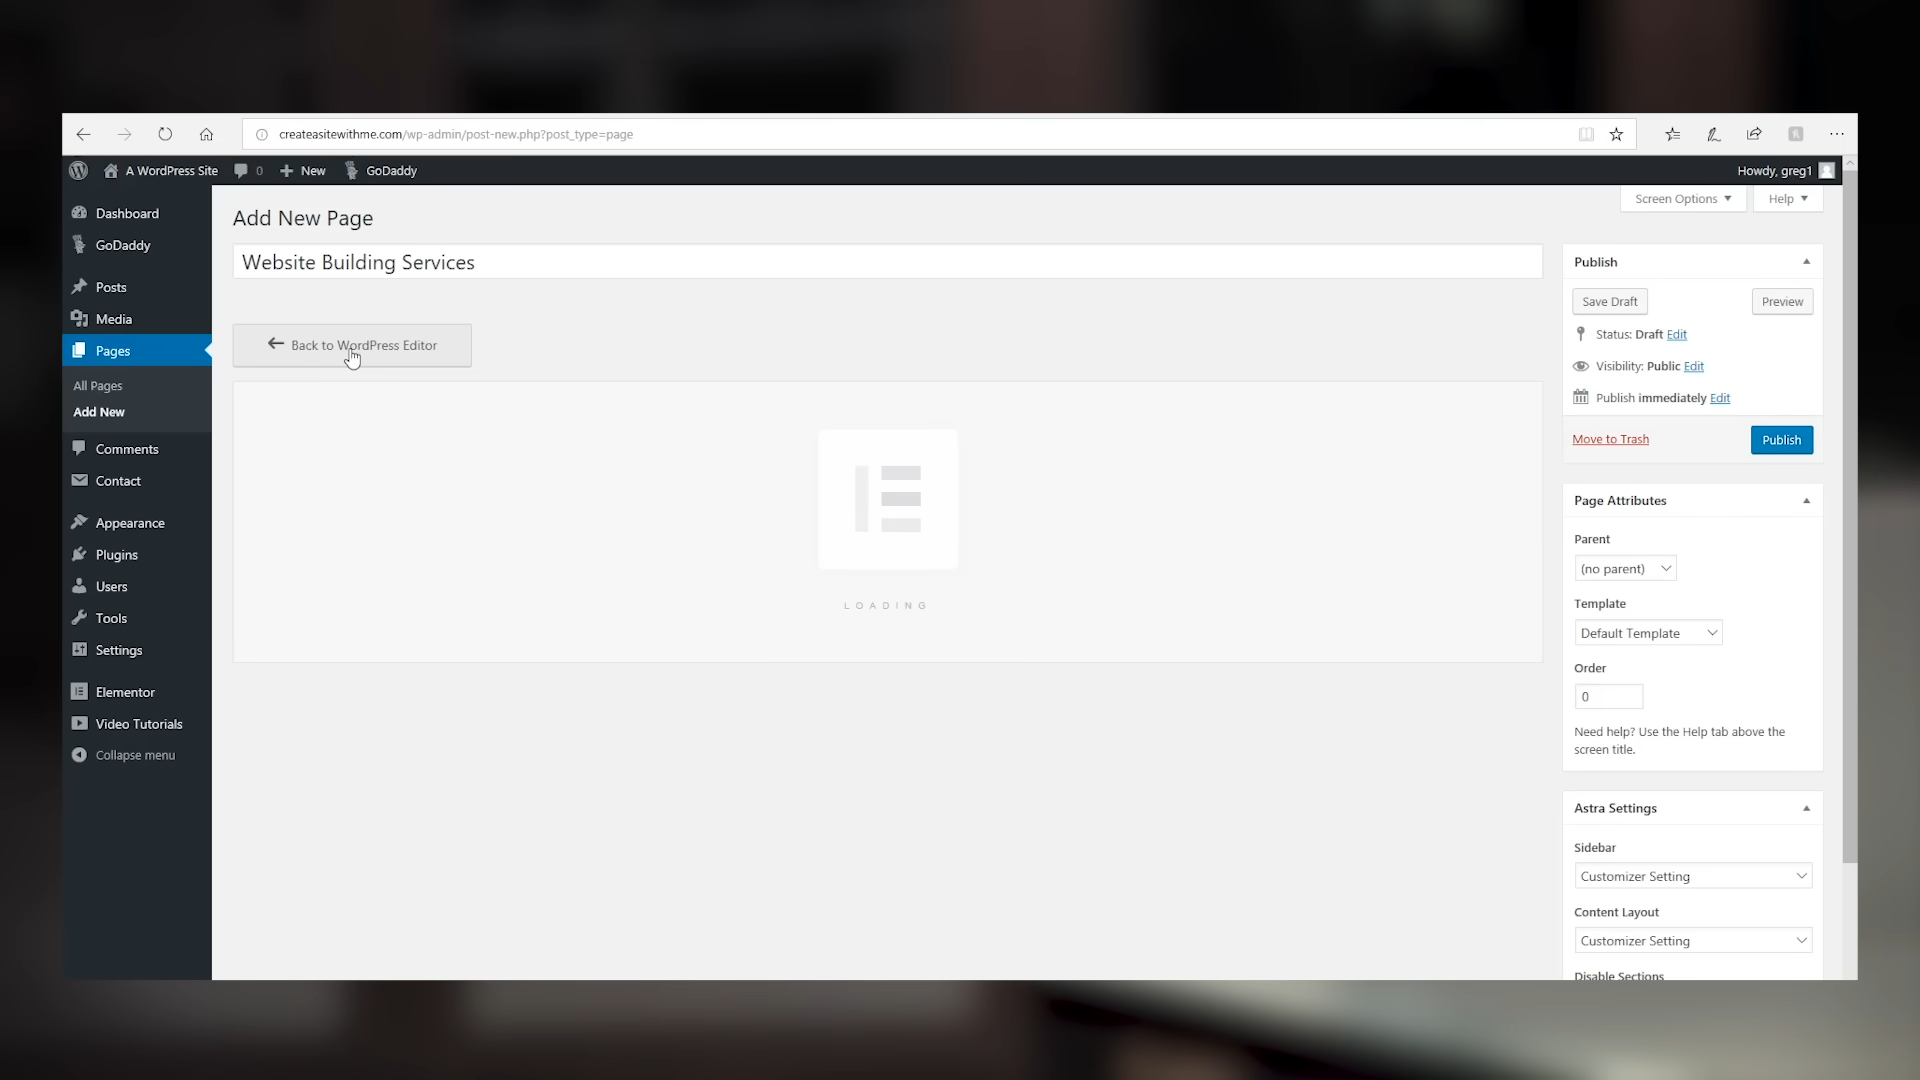 createasitewithme.com/wp-admin/post-new.php?post_type=page
A WordPress Site
0
New
GoDaddy
Howdy, greg1
Dashboard
GoDaddy
Posts
Media
Pages
All Pages
Add New
Comments
Contact
Appearance
Plugins
Users
Tools
Settings
Elementor
Video Tutorials
Collapse menu
Screen Options
Help
Add New Page
Website Building Services
Back to WordPress Editor
LOADING
Publish
Save Draft
Preview
Status: Draft Edit
Visibility: Public Edit
Publish immediately Edit
Move to Trash
Publish
Page Attributes
Parent
(no parent)
Template
Default Template
Order
0
Need help? Use the Help tab above the
screen title.
Astra Settings
Sidebar
Customizer Setting
Content Layout
Customizer Setting
Disable Sections